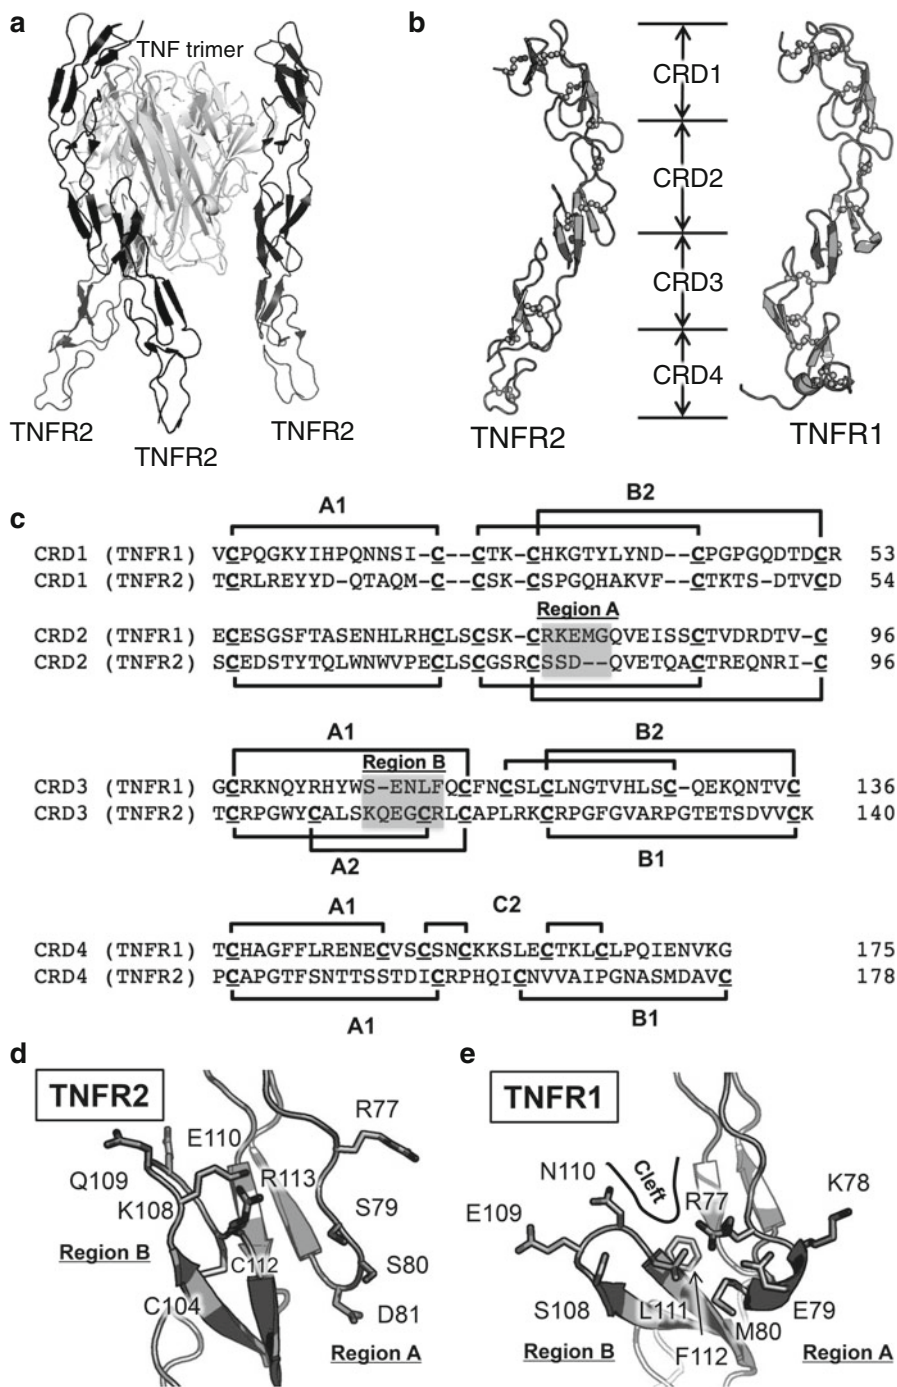 a
TNF trimer
TNFR2
TNFR2
TNFR2
b
CRD1
CRD2
CRD3
CRD4
TNFR2
TNFR1
c
A1 B2
CRD1 (TNFR1) VCPQGKYIHPQNNSI-C--CTK-CHKGTYLYND--CPGPGQDTDCR 53
CRD1 (TNFR2) TCRLREYYD-QTAQM-C--CSK-CSPGQHAKVF--CTKTS-DTVCD 54
Region A
CRD2 (TNFR1) ECESGSFTASENHLRHCLSCSK-CRKEMGQVEISSCTVDRDTV-C 96
CRD2 (TNFR2) SCEDSTYTQLWNWVPECLSCGSRCSSD--QVETQACTREQNRI-C 96
A1 B2
Region B
CRD3 (TNFR1) GCRKNQYRHYWS-ENLFQCFNCSLCLNGTVHLSC-QEKQNTVC 136
CRD3 (TNFR2) TCRPGWYCALSKQEGCRLCAPLRKCRPGFGVARPGTETSDVVCK 140
A2 B1
A1 C2
CRD4 (TNFR1) TCHAGFFLRENECVSCSNCKKSLECTKLCLPQIENVKG 175
CRD4 (TNFR2) PCAPGTFSNTTSSTDICRPHQICNVVAIPGNASMDAVC 178
A1 B1
d
TNFR2
R77
E110
R113
Q109
K108
S79
Region B
C112
S80
C104
D81
Region A
e
TNFR1
Cleft
N110
R77
K78
E109
S108
L111
E79
M80
F112
Region B
Region A